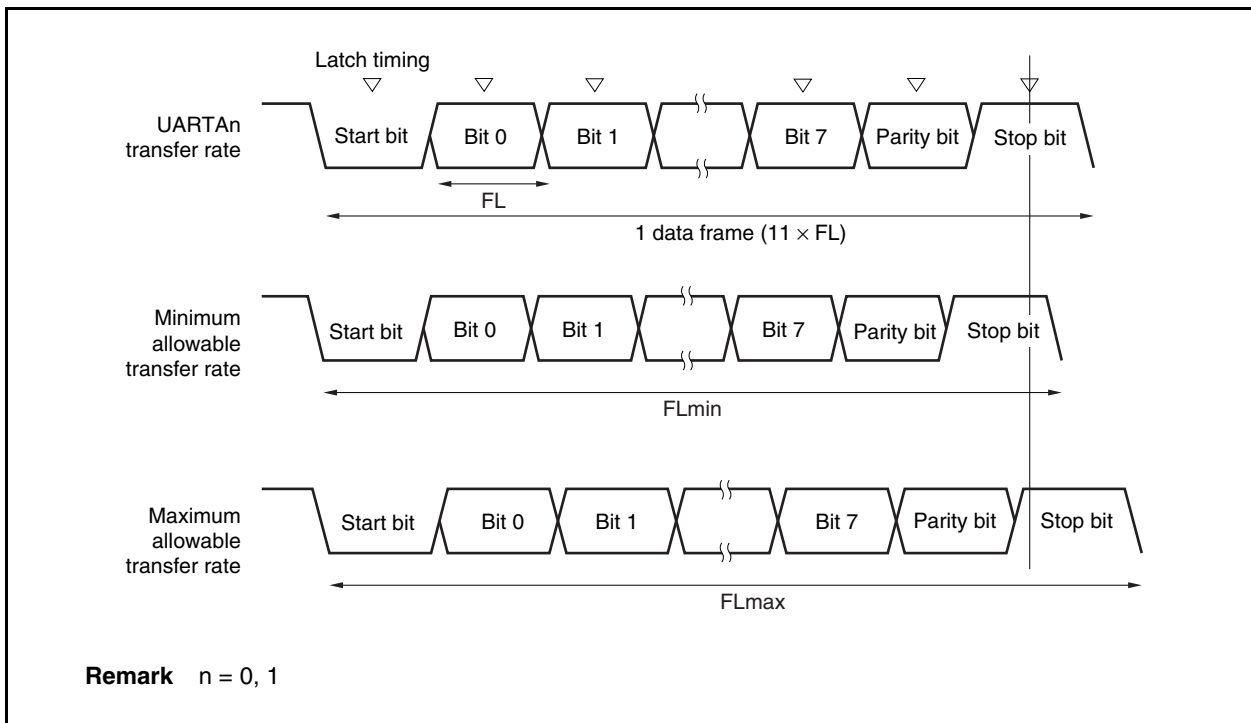 Latch timing
UARTAn
transfer rate
Start bit
Bit 0
Bit 1
Bit 7
Parity bit
Stop bit
FL
1 data frame (11 × FL)
Minimum
allowable
transfer rate
Start bit
Bit 0
Bit 1
Bit 7
Parity bit
Stop bit
FLmin
Maximum
allowable
transfer rate
Start bit
Bit 0
Bit 1
Bit 7
Parity bit
Stop bit
FLmax
Remark n = 0, 1